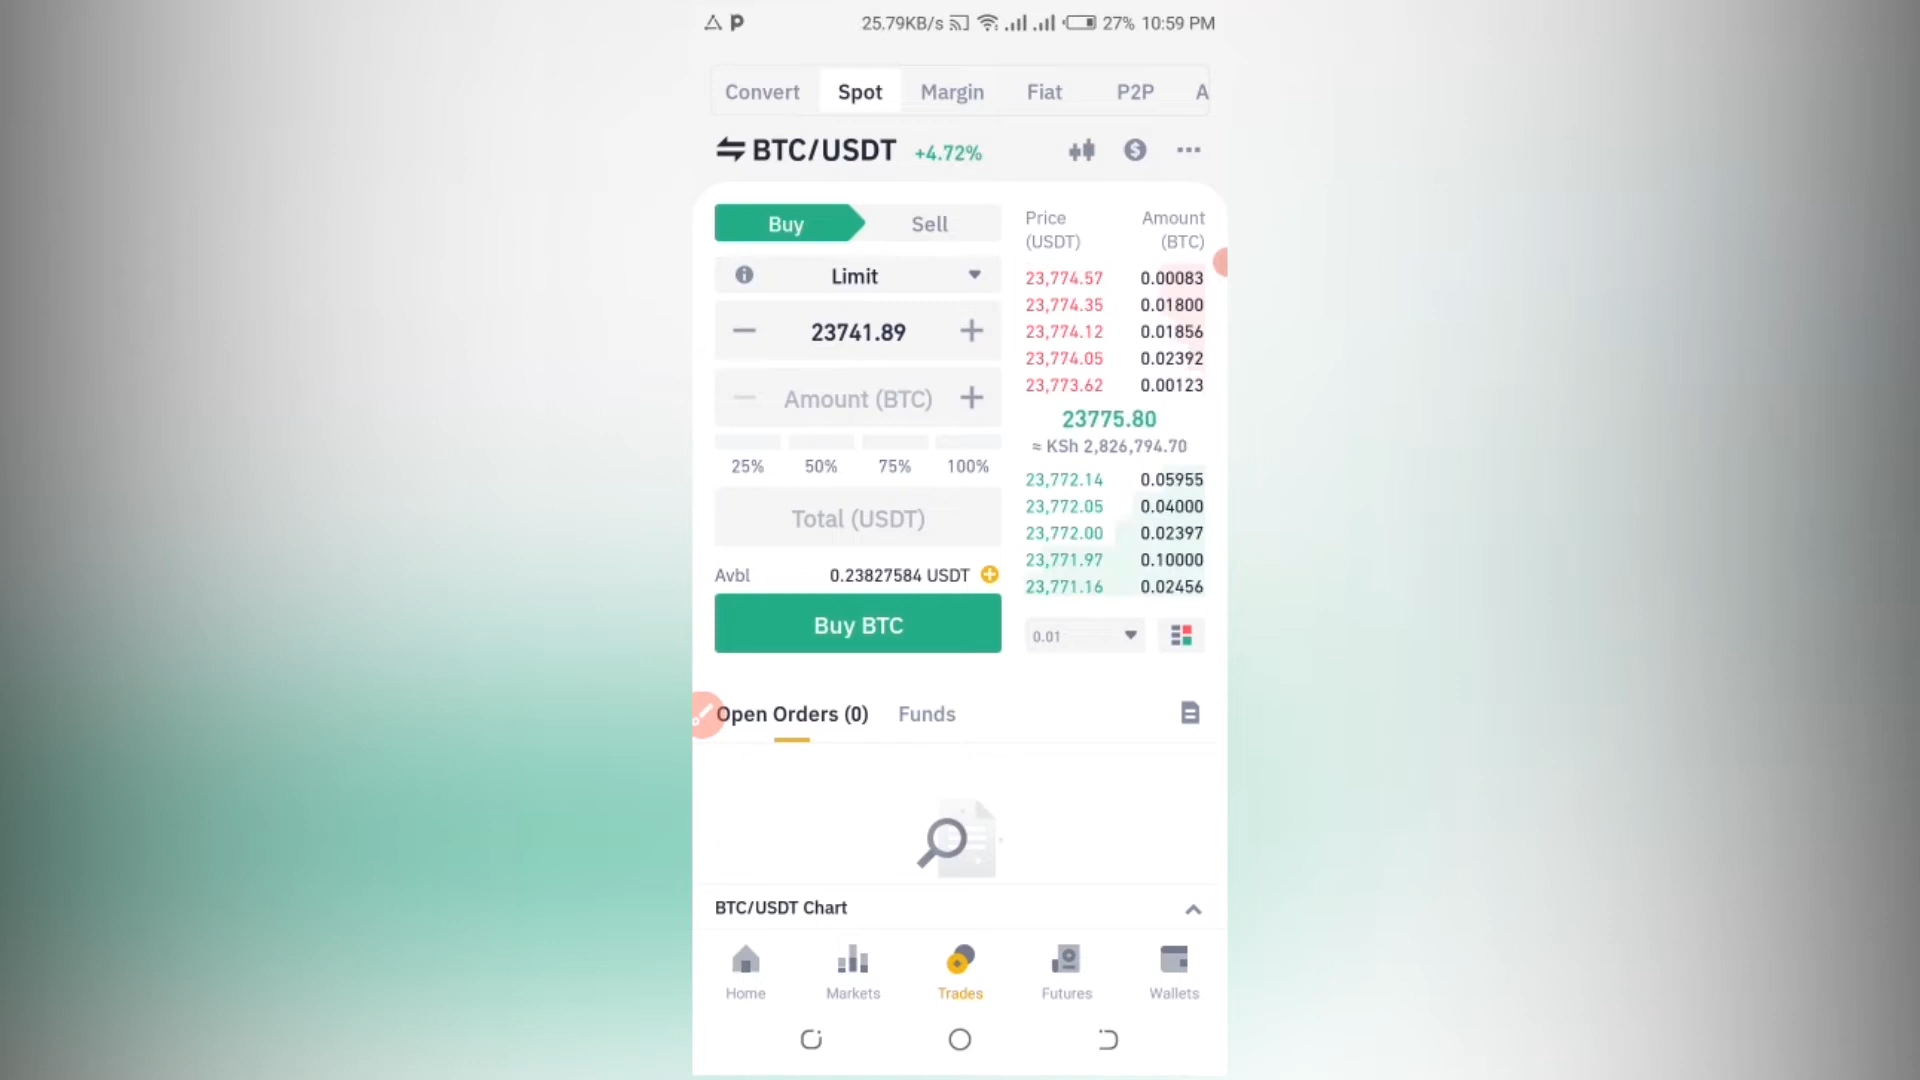 25.79KB/s 27% 10:59 PM
Convert Spot Margin Fiat P2P A
BTC/USDT +4.72%
Buy Sell
Limit
23741.89
Amount (BTC)
25% 50% 75% 100%
Total (USDT)
Avbl 0.23827584 USDT
Buy BTC
Price Amount
(USDT) (BTC)
23,774.57 0.00083
23,774.35 0.01800
23,774.12 0.01856
23,774.05 0.02392
23,773.62 0.00123
23775.80
≈ KSh 2,826,794.70
23,772.14 0.05955
23,772.05 0.04000
23,772.00 0.02397
23,771.97 0.10000
23,771.16 0.02456
0.01
Open Orders (0) Funds
BTC/USDT Chart
Home Markets Trades Futures Wallets